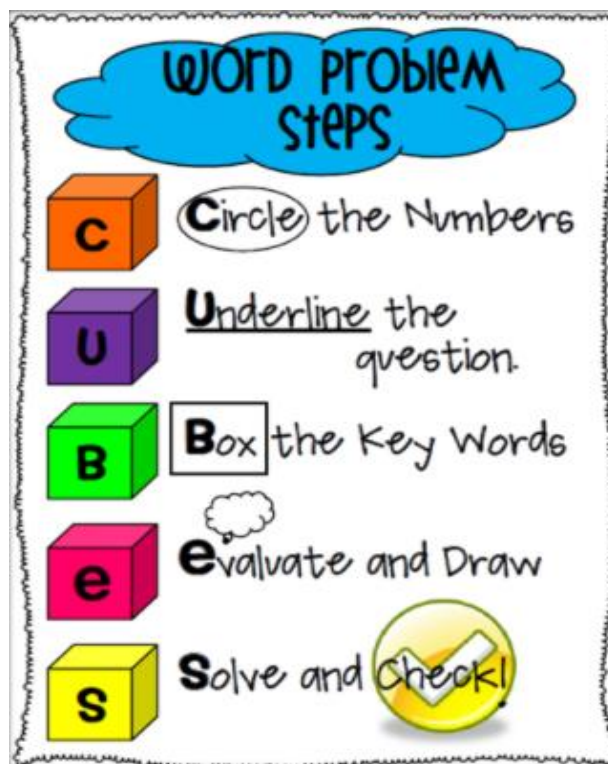 Word Problem
Steps
C Circle the Numbers
U Underline the
question.
B Box the Key Words
e evaluate and Draw
S Solve and Check!